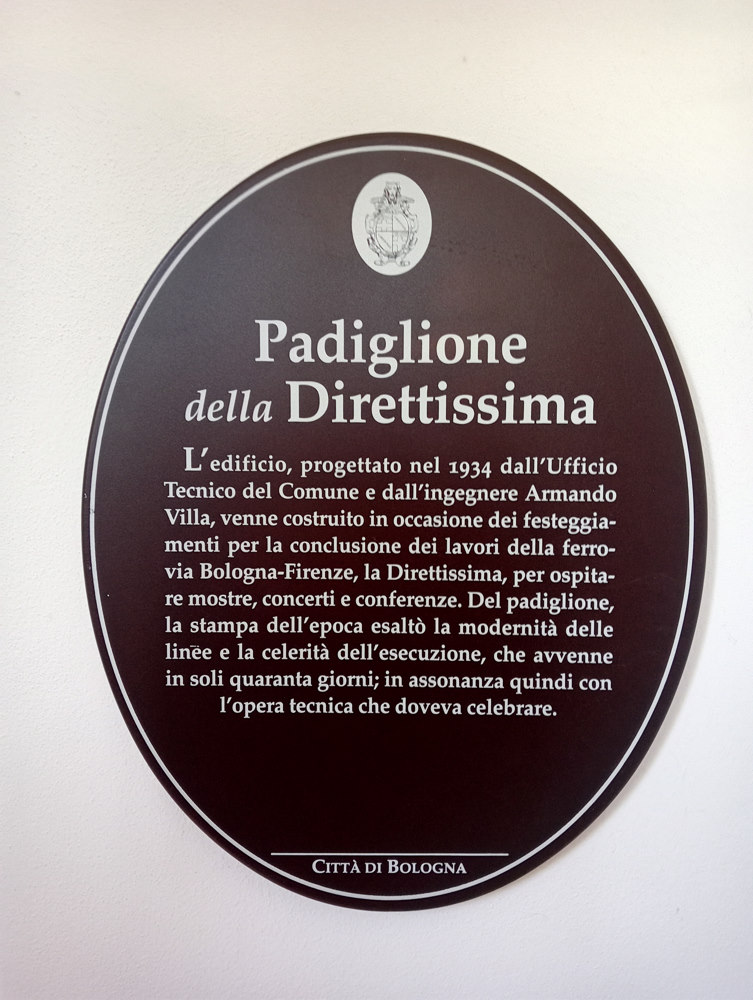 Padiglione
della Direttissima
L'edificio, progettato nel 1934 dall'Ufficio
Tecnico del Comune e dall'ingegnere Armando
Villa, venne costruito in occasione dei festeggia-
menti per la conclusione dei lavori della ferro-
via Bologna-Firenze, la Direttissima, per ospita-
re mostre, concerti e conferenze. Del padiglione,
la stampa dell'epoca esaltò la modernità delle
linee e la celerità dell'esecuzione, che avvenne
in soli quaranta giorni; in assonanza quindi con
l'opera tecnica che doveva celebrare.
CITTÀ DI BOLOGNA